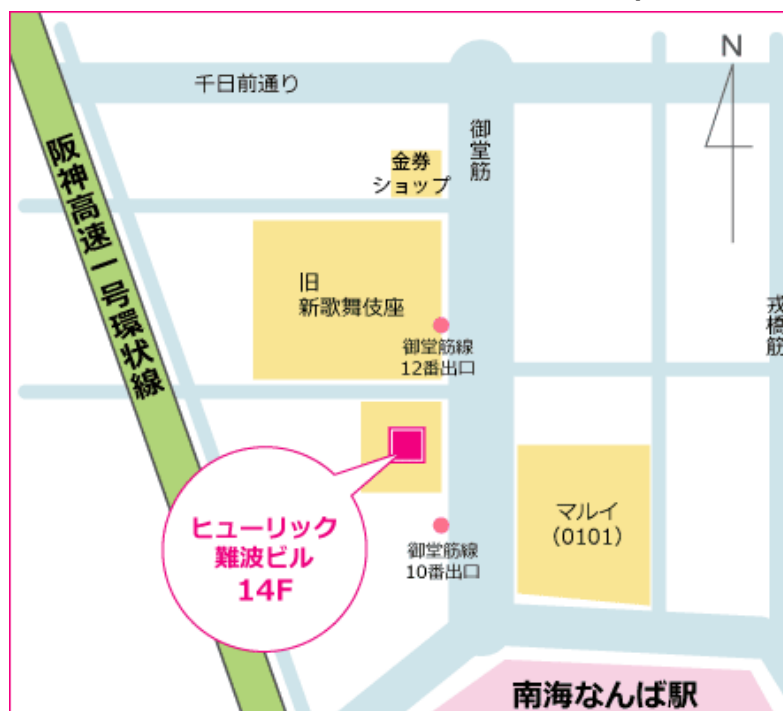 N
千日前通り
御堂筋
金券
ショップ
阪神高速一号環状線
旧
新歌舞伎座
戎橋筋
御堂筋線
12番出口
ヒューリック
難波ビル
14F
マルイ
(0101)
御堂筋線
10番出口
南海なんば駅